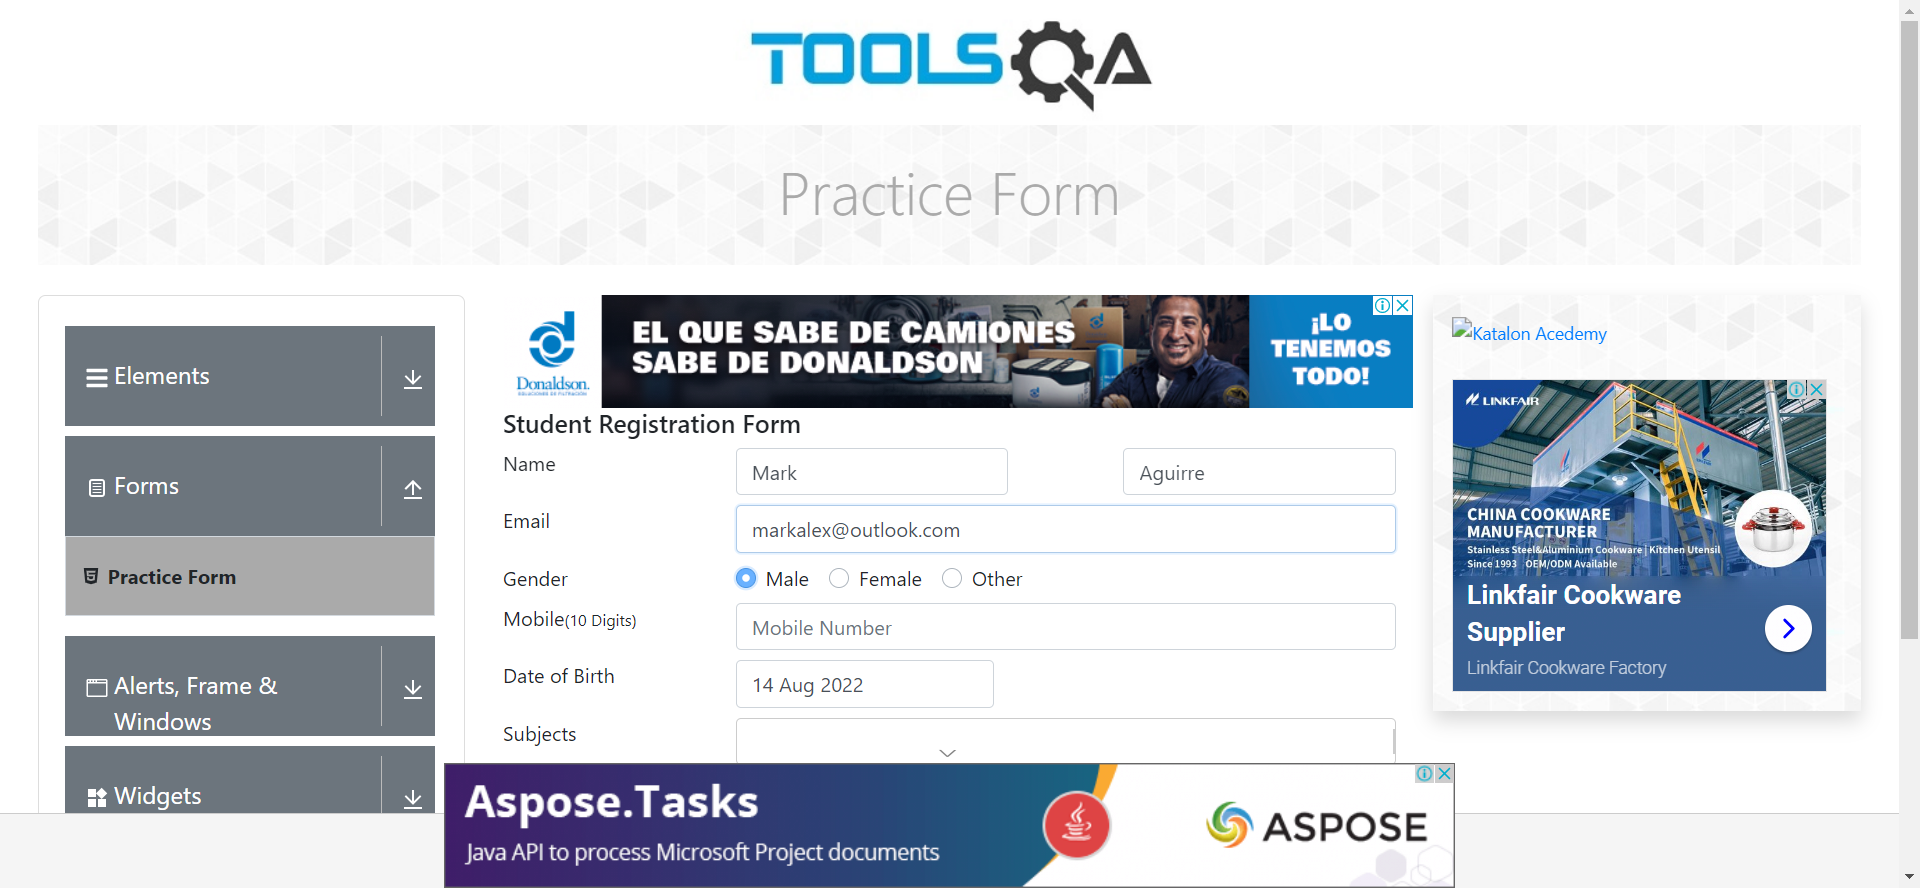 TOOLSQA
Practice Form
Elements
Forms
Practice Form
Alerts, Frame &
Windows
Widgets
Donaldson.
SOLUCIONES DE FILTRACIÓN
EL QUE SABE DE CAMIONES
SABE DE DONALDSON
¡LO
TENEMOS
TODO!
Student Registration Form
Name
Mark
Aguirre
Email
markalex@outlook.com
Gender
Male
Female
Other
Mobile(10 Digits)
Mobile Number
Date of Birth
14 Aug 2022
Subjects
Katalon Acedemy
LINKFAIR
CHINA COOKWARE
MANUFACTURER
Stainless Steel&Aluminium Cookware | Kitchen Utensil
Since 1993 OEM/ODM Available
Linkfair Cookware
Supplier
Linkfair Cookware Factory
Aspose.Tasks
Java API to process Microsoft Project documents
ASPOSE